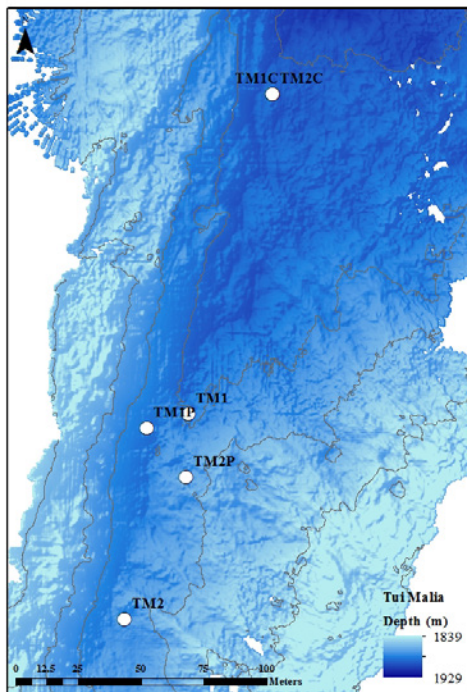 TM1CTM2C
TM1
TM1P
TM2P
TM2
Tui Malia
Depth (m)
1839
1929
0 12.5 25 50 75 100
Meters